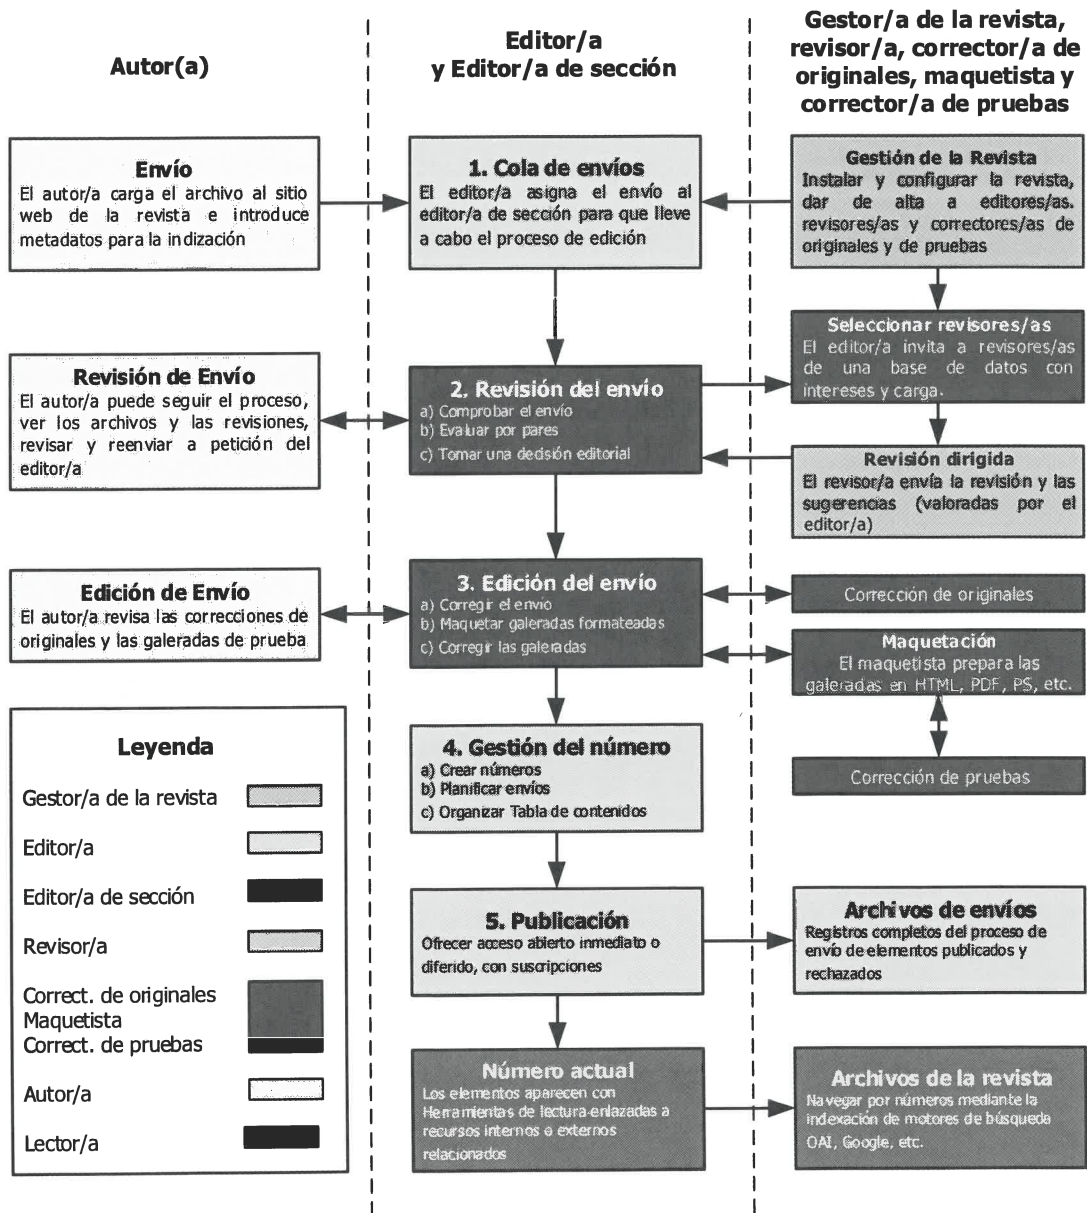 Autor(a)
Editor/a
y Editor/a de sección
Gestor/a de la revista,
revisor/a, corrector/a de
originales, maquetista y
corrector/a de pruebas
Envío
El autor/a carga el archivo al sitio
web de la revista e introduce
metadatos para la indización
1. Cola de envíos
El editor/a asigna el envío al
editor/a de sección para que lleve
a cabo el proceso de edición
Gestión de la Revista
Instalar y configurar la revista,
dar de alta a editores/as.
revisores/as y correctores/as de
originales y de pruebas
Seleccionar revisores/as
El editor/a invita a revisores/as
de una base de datos con
intereses y carga.
Revisión de Envío
El autor/a puede seguir el proceso,
ver los archivos y las revisiones,
revisar y reenviar a petición del
editor/a
2. Revisión del envío
a) Comprobar el envío
b) Evaluar por pares
c) Tomar una decisión editorial
Revisión dirigida
El revisor/a envía la revisión y las
sugerencias (valoradas por el
editor/a)
Edición de Envío
El autor/a revisa las correcciones de
originales y las galeradas de prueba
3. Edición del envío
a) Corregir el envío
b) Maquetar galeradas formateadas
c) Corregir las galeradas
Corrección de originales
Maquetación
El maquetista prepara las
galeradas en HTML, PDF, PS, etc.
Corrección de pruebas
4. Gestión del número
a) Crear números
b) Planificar envíos
c) Organizar Tabla de contenidos
5. Publicación
Ofrecer acceso abierto inmediato o
diferido, con suscripciones
Archivos de envíos
Registros completos del proceso de
envío de elementos publicados y
rechazados
Número actual
Los elementos aparecen con
Herramientas de lectura enlazadas a
recursos internos o externos
relacionados
Archivos de la revista
Navegar por números mediante la
indexación de motores de búsqueda
OAI, Google, etc.
Leyenda
Gestor/a de la revista
Editor/a
Editor/a de sección
Revisor/a
Correct. de originales
Maquetista
Correct. de pruebas
Autor/a
Lector/a